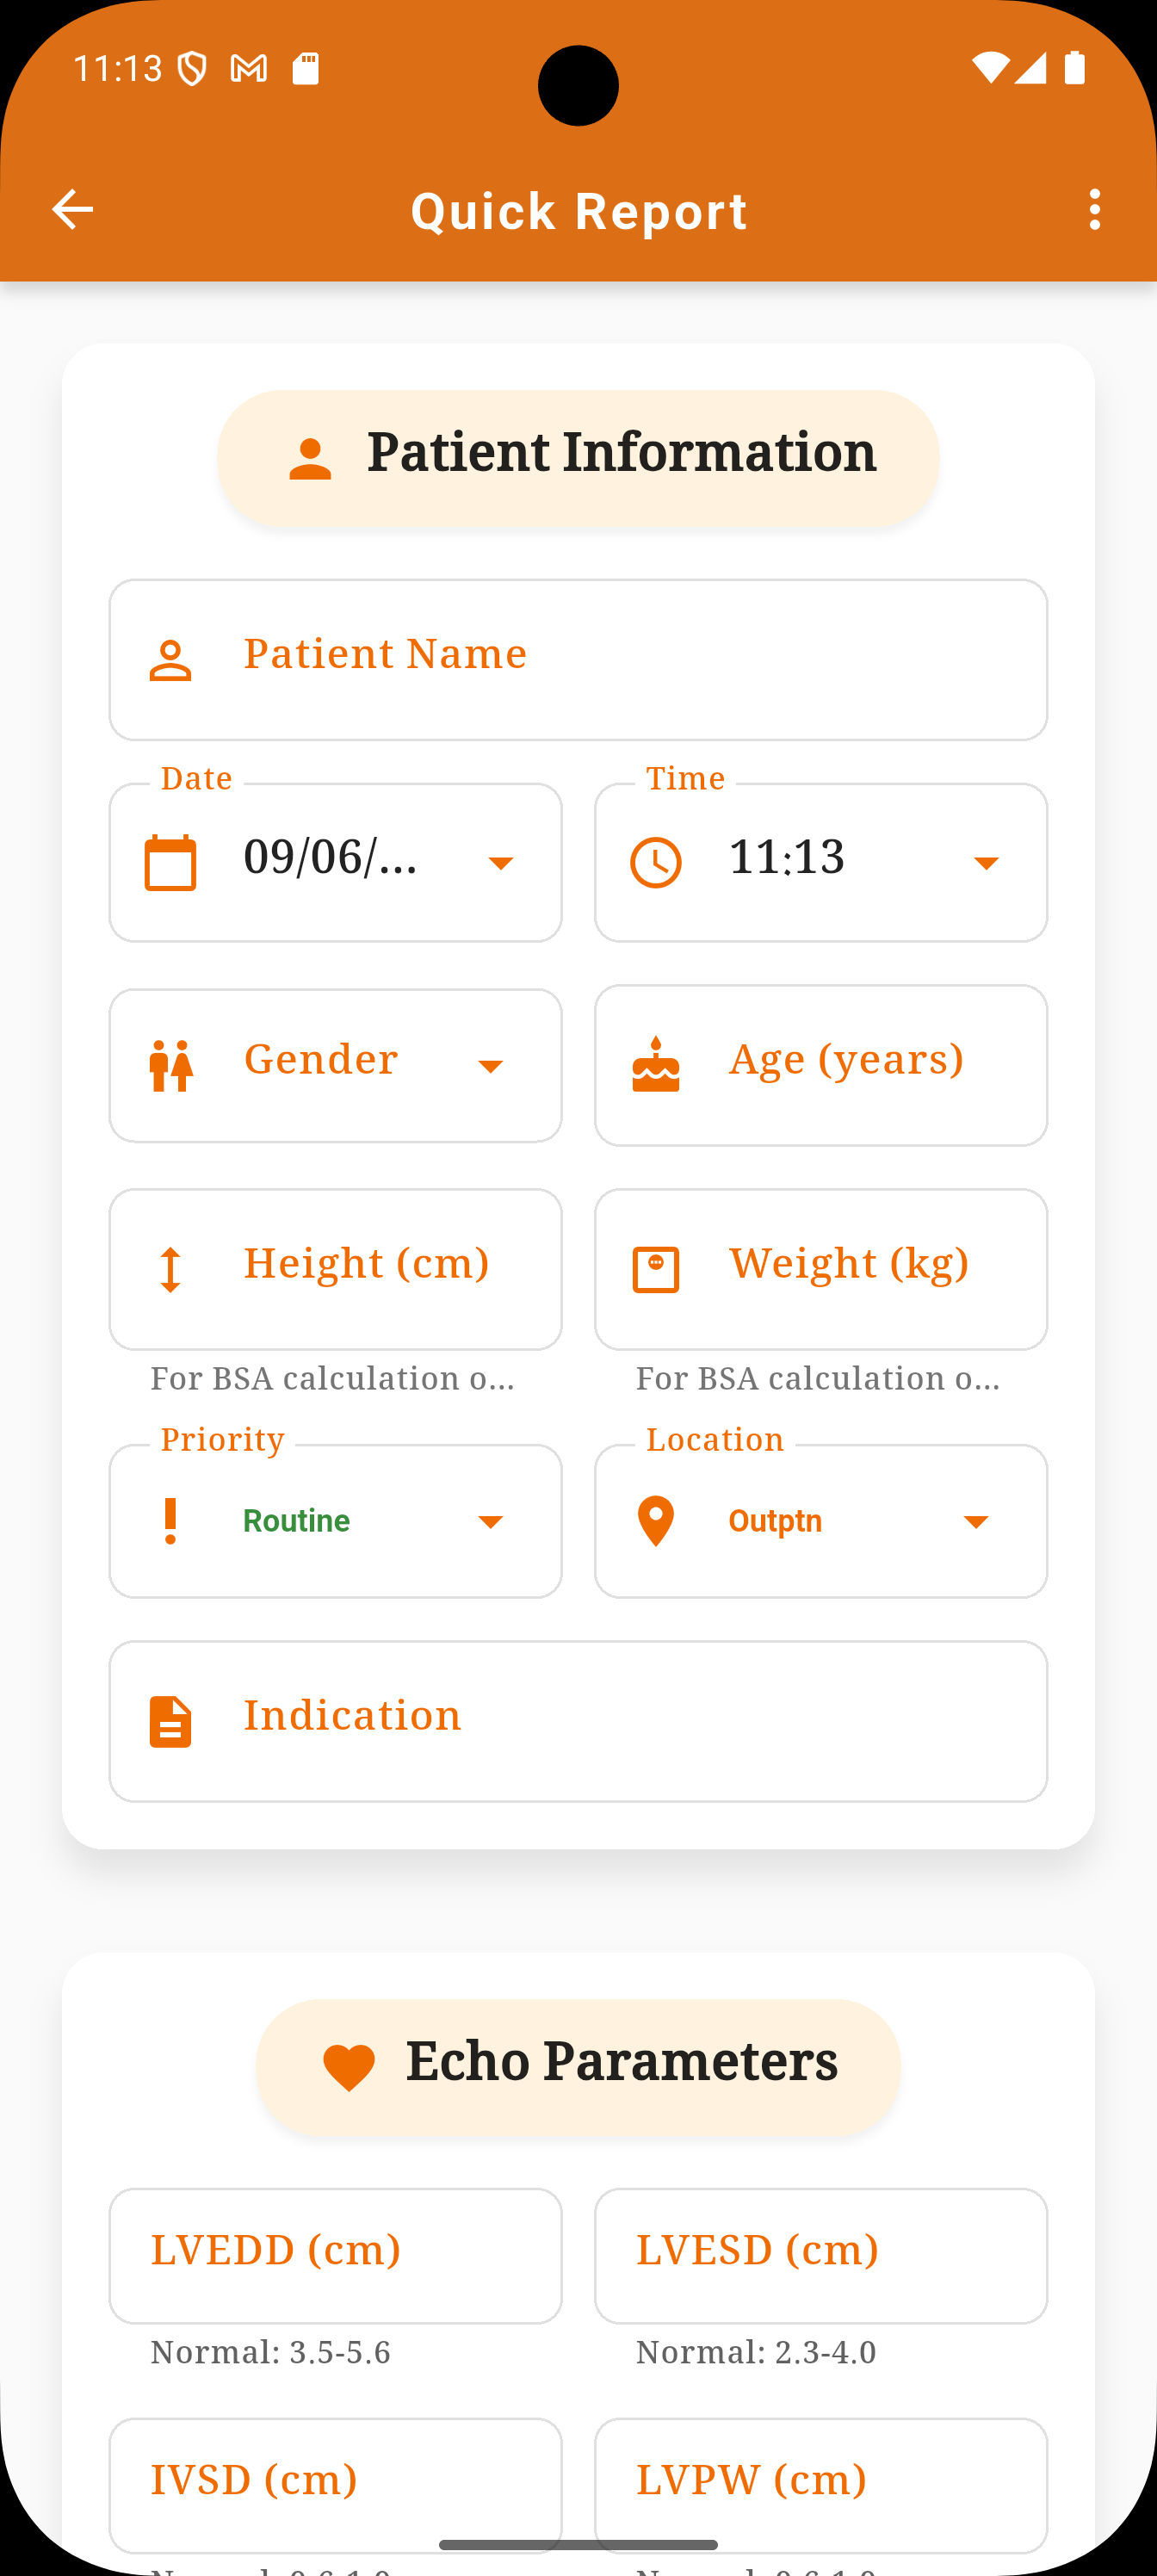 11:13
Quick Report
Patient Information
Patient Name
Date
Time
09/06/...
11:13
Gender
Age (years)
Height (cm)
Weight (kg)
For BSA calculation o...
For BSA calculation o...
Priority
Location
Routine
Outptn
Indication
Echo Parameters
LVEDD (cm)
LVESD (cm)
Normal: 3.5-5.6
Normal: 2.3-4.0
IVSD (cm)
LVPW (cm)